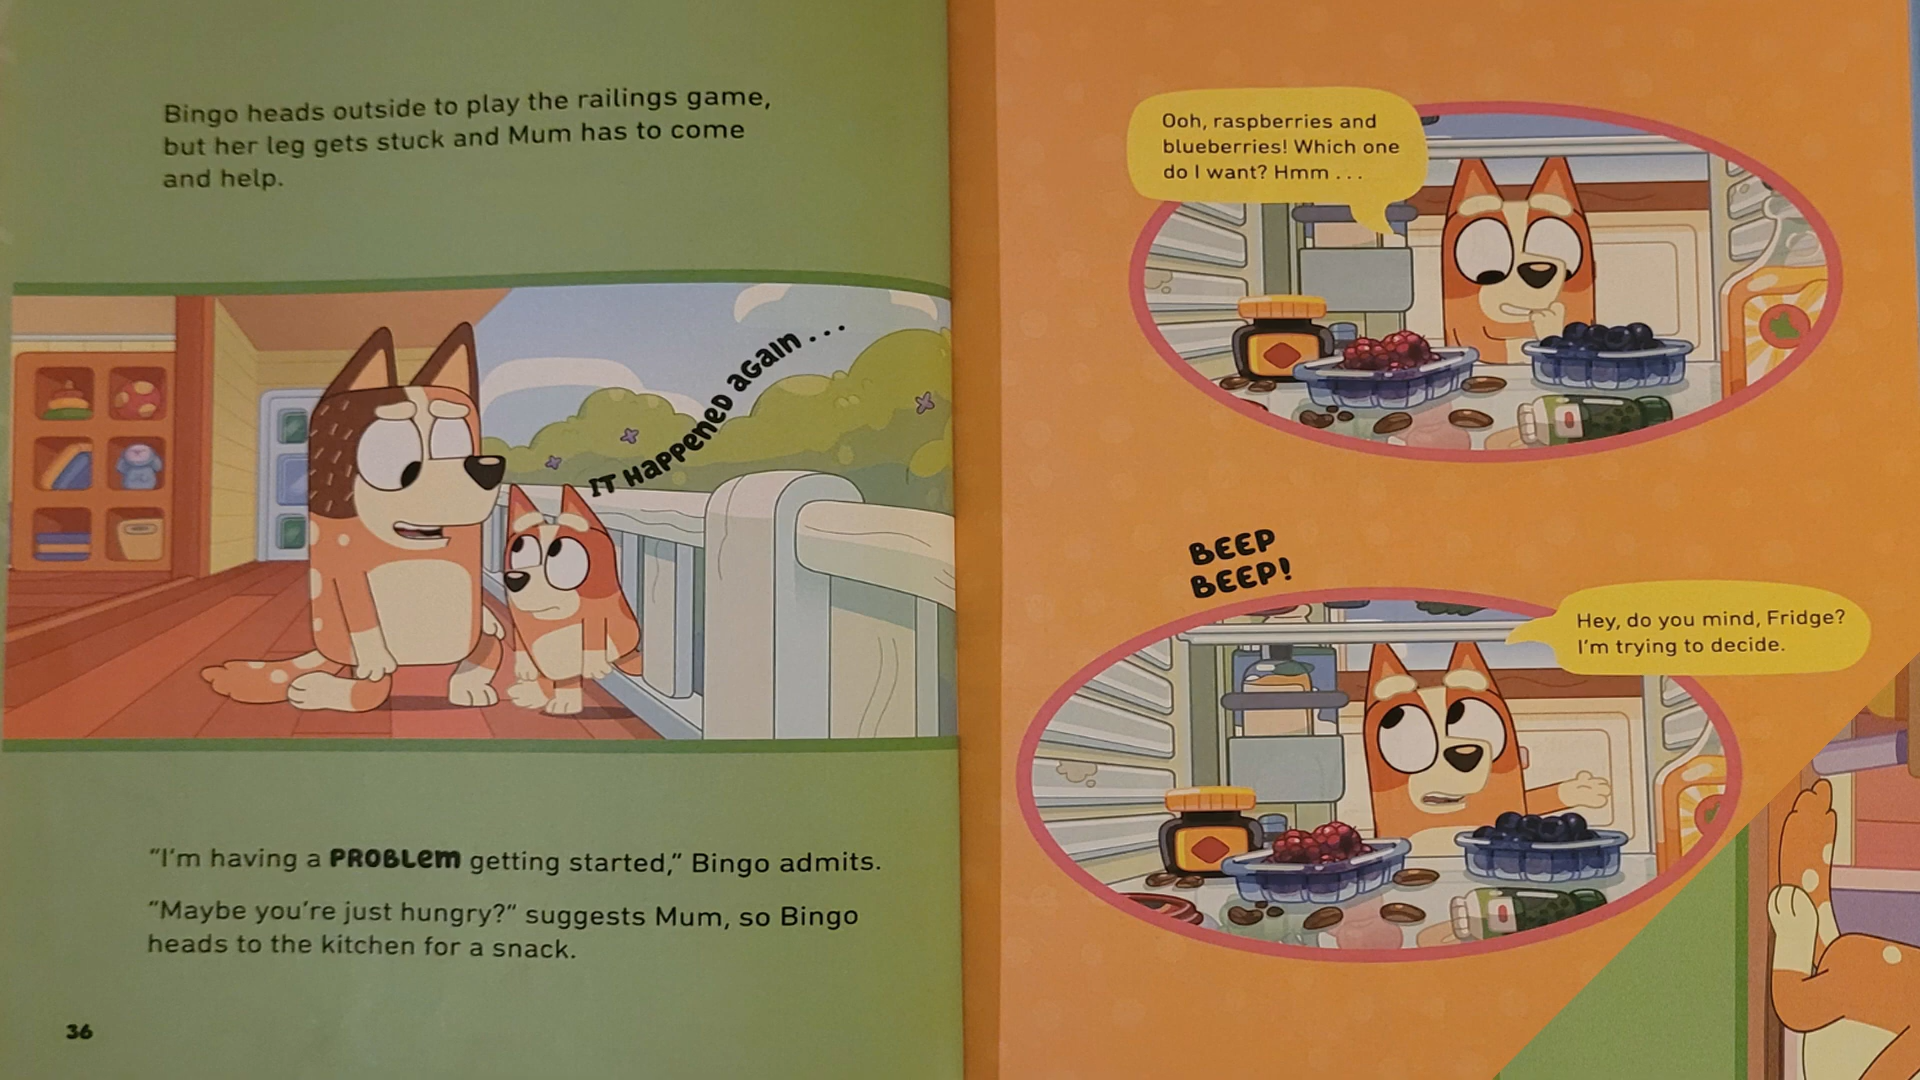 Bingo heads outside to play the railings game,
but her leg gets stuck and Mum has to come
and help.
IT HAPPENED AGAIN . . .
“I’m having a PROBLEM getting started,” Bingo admits.
“Maybe you’re just hungry?” suggests Mum, so Bingo
heads to the kitchen for a snack.
36
Ooh, raspberries and
blueberries! Which one
do I want? Hmm . . .
BEEP
BEEP!
Hey, do you mind, Fridge?
I’m trying to decide.